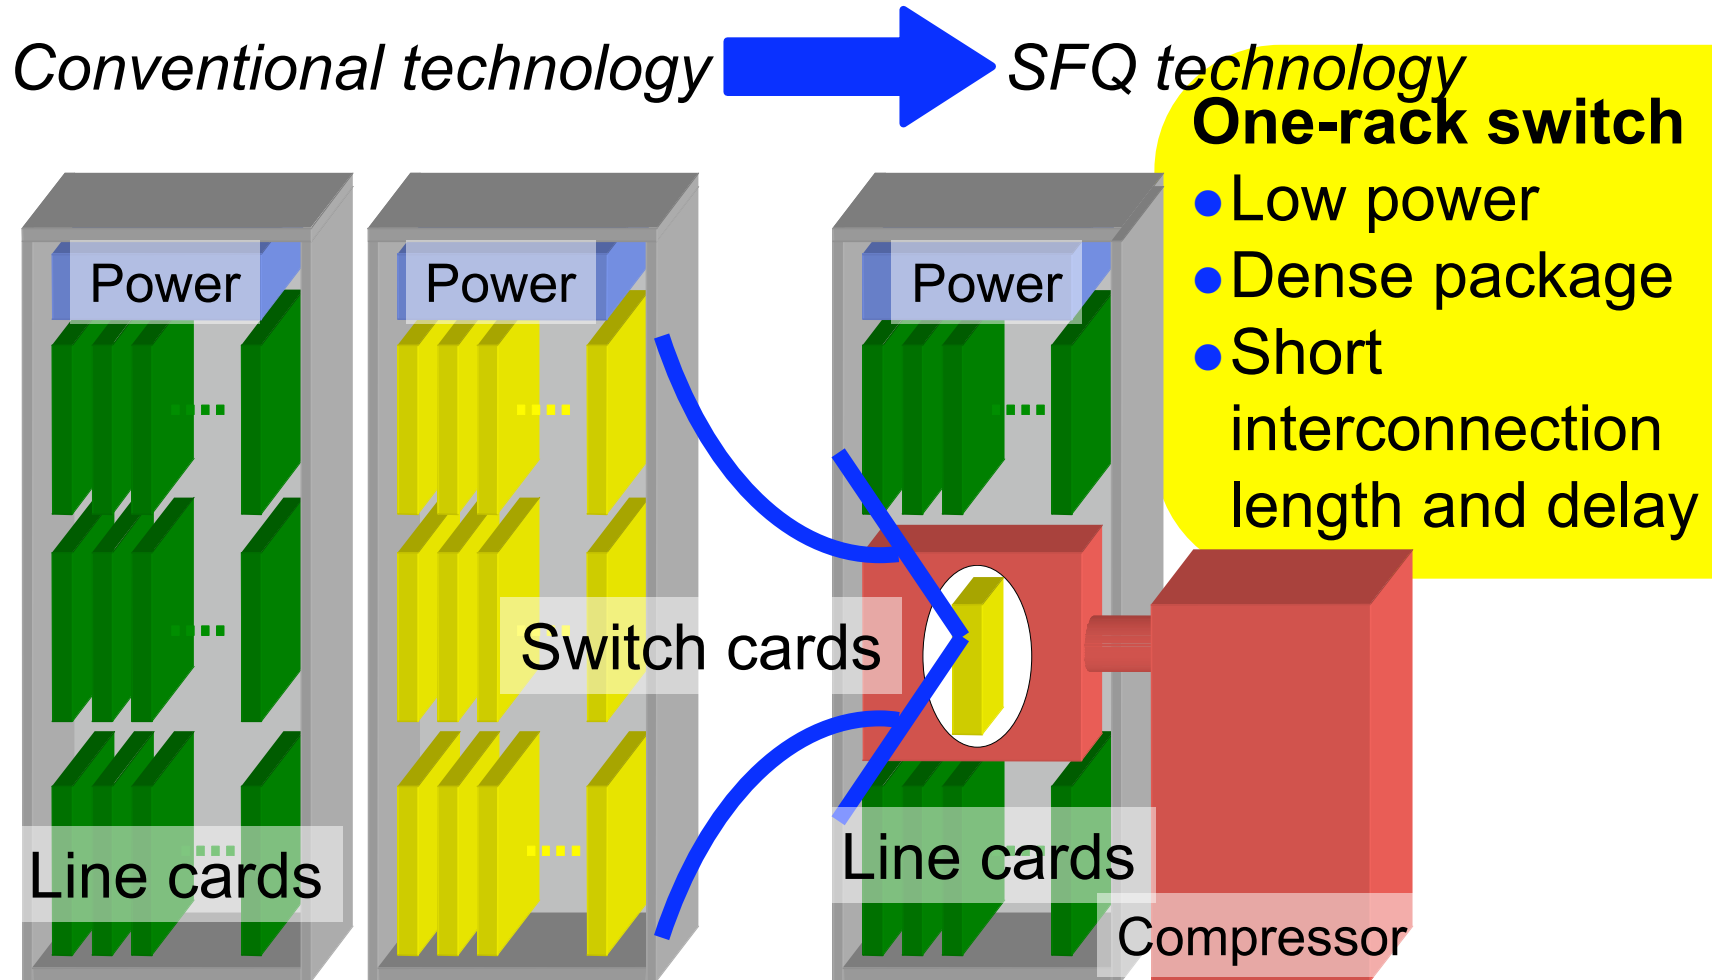 Conventional technology
SFQ technology
One-rack switch
●Low power
●Dense package
●Short
interconnection
length and delay
Power
Power
Power
Switch cards
Line cards
Line cards
Compressor